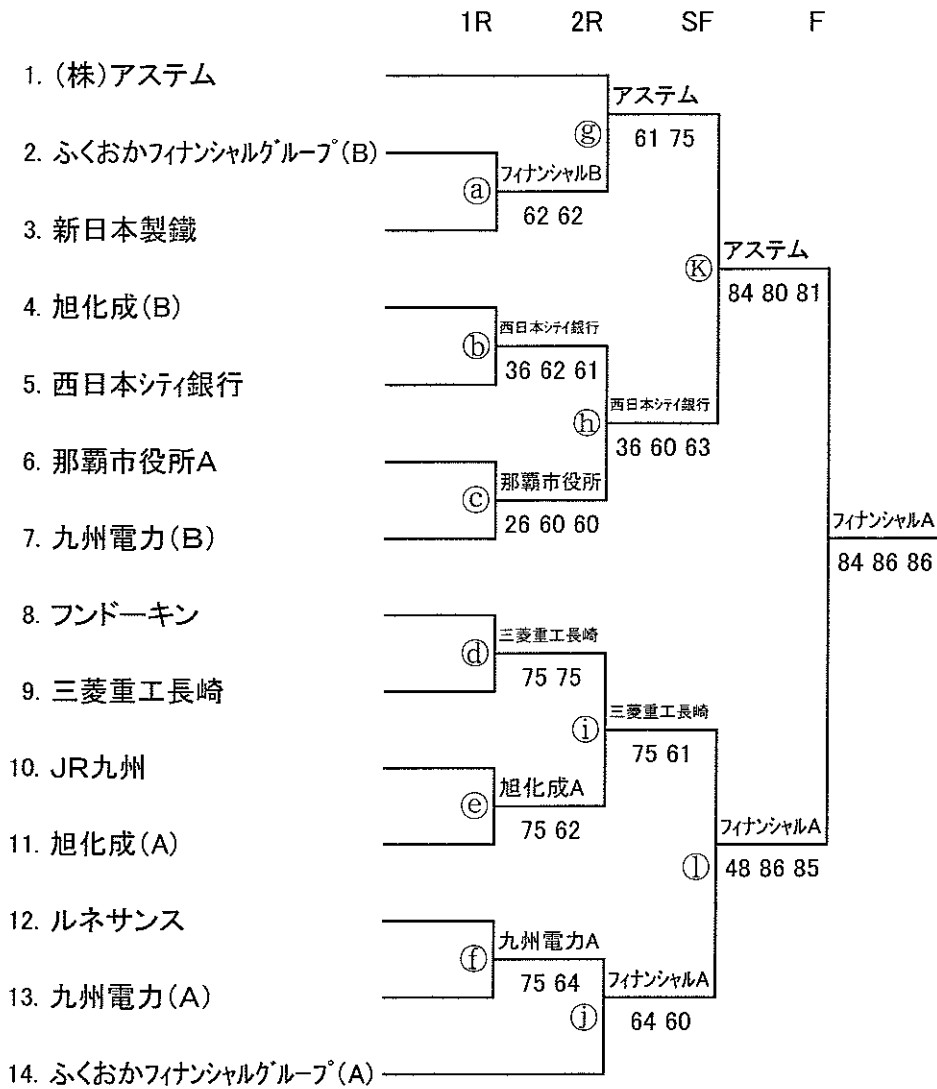 1R 2R SF F
1. (株)アステム
アステム
ⓖ 61 75
2. ふくおかフィナンシャルグループ(B)
ⓐ フィナンシャルB
62 62
3. 新日本製鐵
Ⓚ アステム
84 80 81
4. 旭化成(B)
ⓑ 西日本シティ銀行
36 62 61
5. 西日本シティ銀行
ⓗ 西日本シティ銀行
36 60 63
6. 那覇市役所A
ⓒ 那覇市役所
26 60 60
7. 九州電力(B)
フィナンシャルA
84 86 86
8. フンドーキン
ⓓ 三菱重工長崎
75 75
9. 三菱重工長崎
ⓘ 三菱重工長崎
75 61
10. JR九州
ⓔ 旭化成A
75 62
11. 旭化成(A)
ⓛ フィナンシャルA
48 86 85
12. ルネサンス
ⓕ 九州電力A
75 64
13. 九州電力(A)
ⓙ フィナンシャルA
64 60
14. ふくおかフィナンシャルグループ(A)